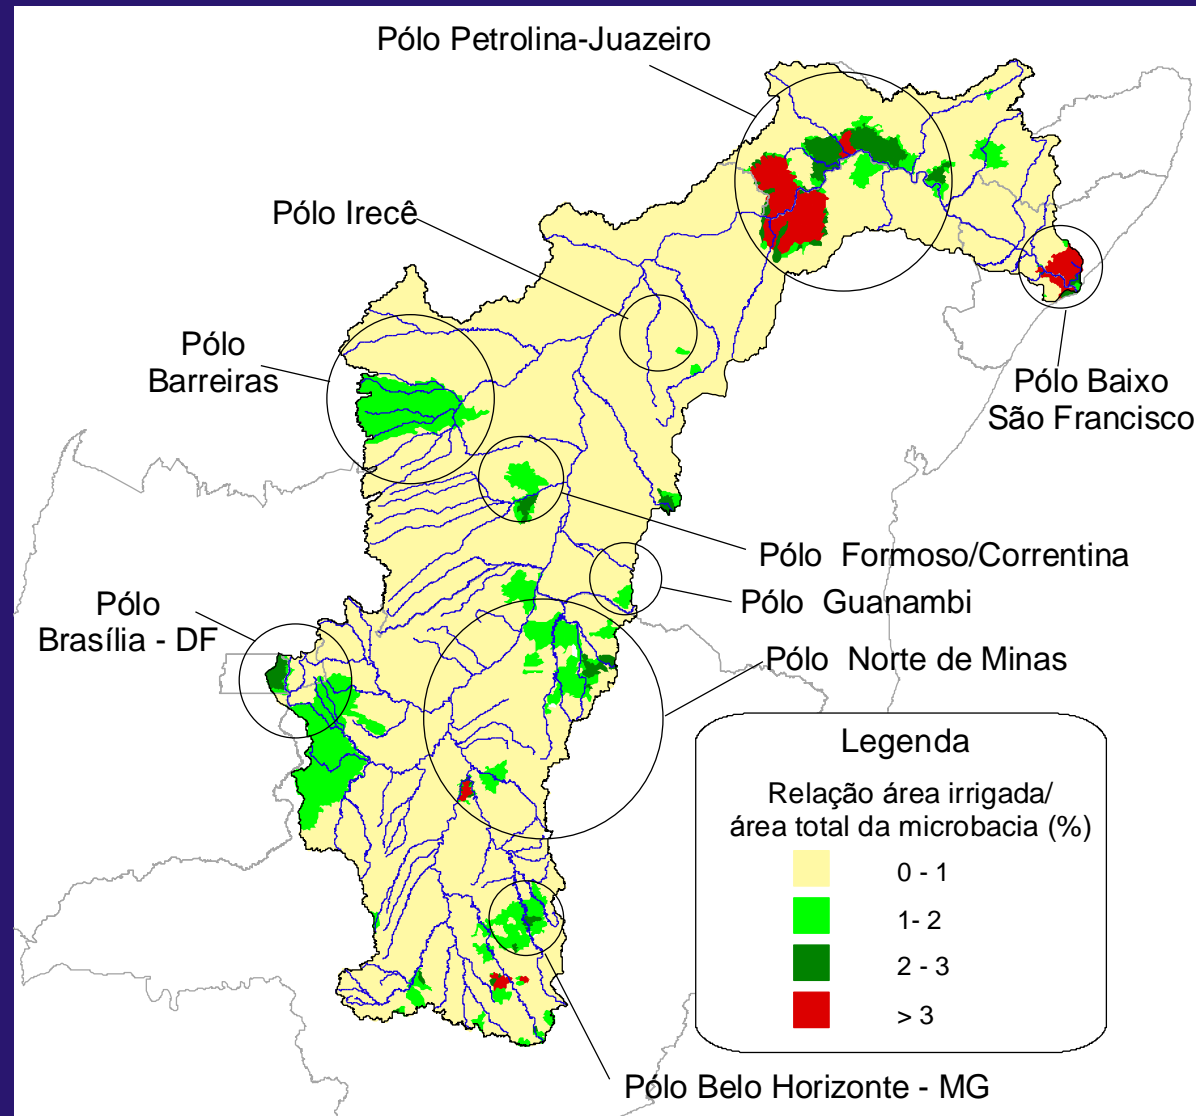 Pólo Petrolina-Juazeiro
Pólo Irecê
Pólo
Barreiras
Pólo Baixo
São Francisco
Pólo Formoso/Correntina
Pólo Guanambi
Pólo
Brasília - DF
Pólo Norte de Minas
Legenda
Relação área irrigada/
área total da microbacia (%)
0 - 1
1- 2
2 - 3
> 3
Pólo Belo Horizonte - MG